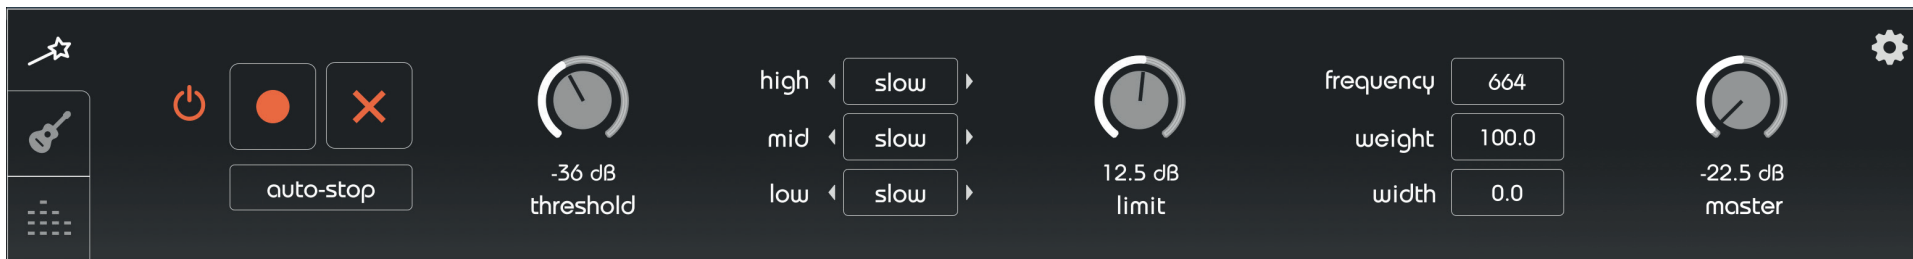 auto-stop
-36 dB
threshold
high slow
mid slow
low slow
12.5 dB
limit
frequency 664
weight 100.0
width 0.0
-22.5 dB
master